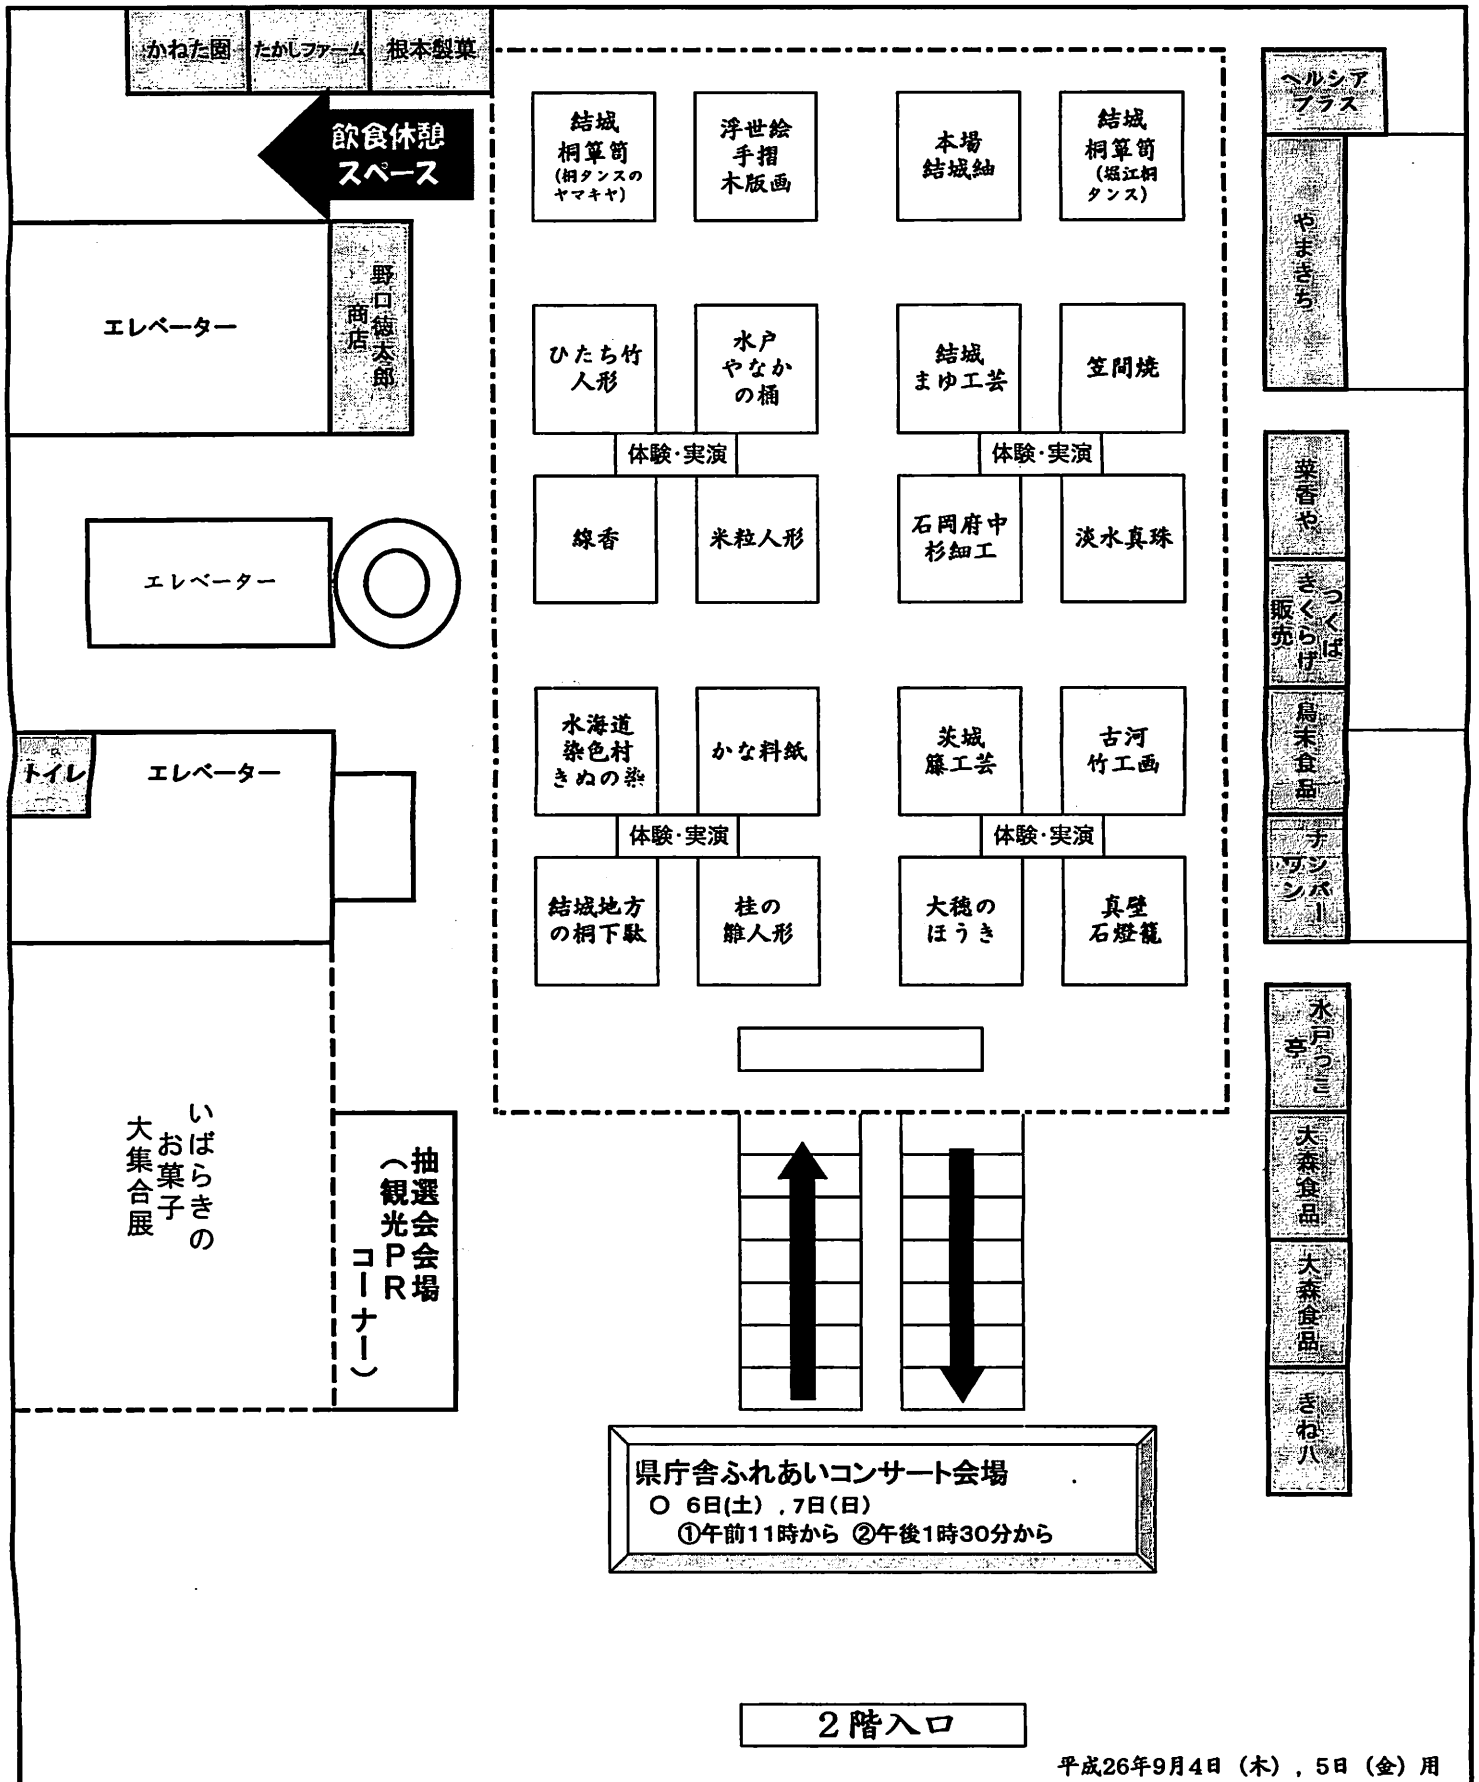 かねた園
たかしファーム
根本製菓
飲食休憩
スペース
結城
桐箪笥
(桐タンスの
ヤマキヤ)
浮世絵
手摺
木版画
本場
結城紬
結城
桐箪笥
(堀江桐
タンス)
ヘルシア
プラス
やまきち
エレベーター
野口徳太郎
商店
ひたち竹
人形
水戸
やなか
の桶
結城
まゆ工芸
笠間焼
体験・実演
体験・実演
線香
米粒人形
石岡府中
杉細工
淡水真珠
菜香や
つくば
きくらげ
販売
エレベーター
トイレ
エレベーター
水海道
染色村
きぬの染
かな料紙
茨城
籐工芸
古河
竹工画
鳥末食品
体験・実演
体験・実演
ナンバー
ワン
結城地方
の桐下駄
桂の
雛人形
大穂の
ほうき
真壁
石燈籠
水戸っこ
亭
いばらきの
お菓子
大集合展
抽選会会場
(観光PR
コーナー)
大森食品
大森食品
きね八
県庁舎ふれあいコンサート会場
○ 6日(土) , 7日(日)
①午前11時から ②午後1時30分から
2階入口
平成26年9月4日 (木) , 5日 (金) 用